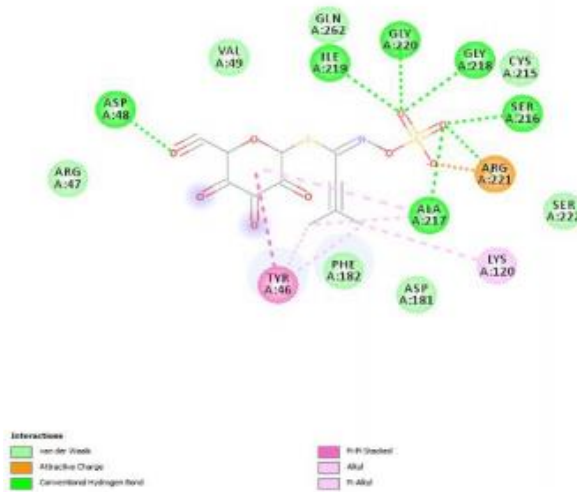 GLN
A:262
GLY
A:220
VAL
A:49
ILE
A:219
GLY
A:218
CYS
A:215
ASP
A:48
SER
A:216
ARG
A:47
ARG
A:221
ALA
A:217
SER
A:222
PHE
A:182
LYS
A:120
TYR
A:46
ASP
A:181
Interactions
van der Waals
Attractive Charge
Conventional Hydrogen Bond
Pi-Pi Stacked
Alkyl
Pi-Alkyl